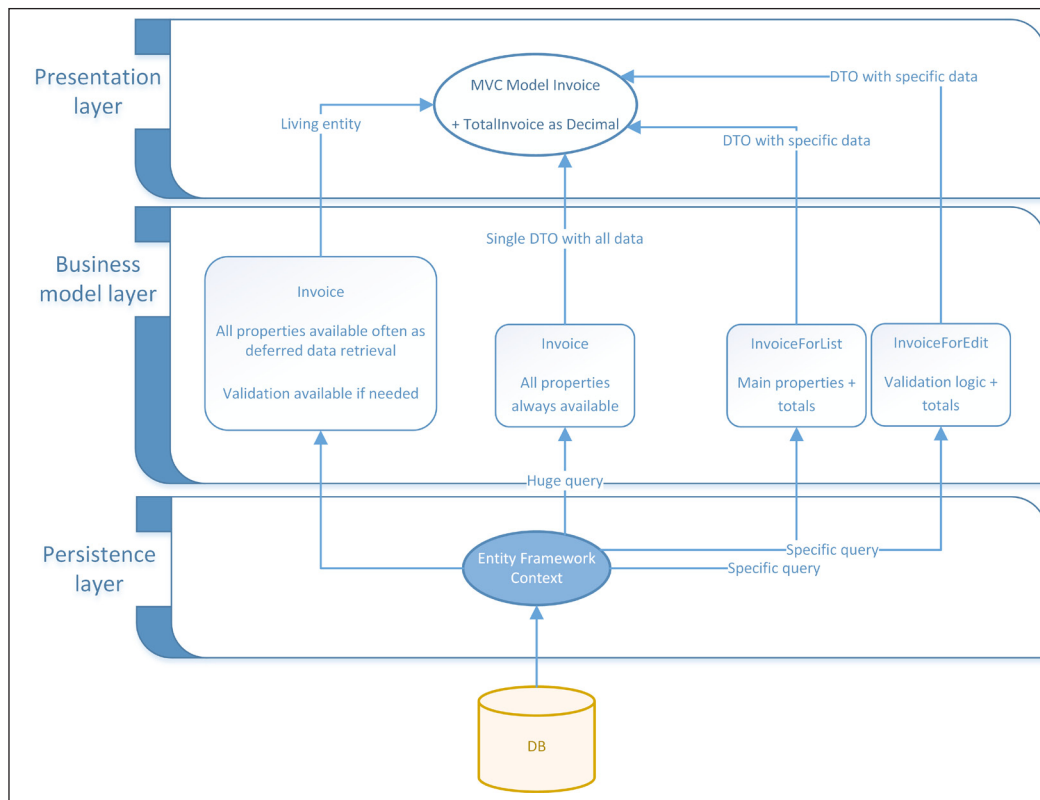 Presentation
layer
MVC Model Invoice
+ TotalInvoice as Decimal
DTO with specific data
Living entity
DTO with specific data
Business
model layer
Single DTO with all data
Invoice
All properties available often as
deferred data retrieval
Validation available if needed
Invoice
All properties
always available
InvoiceForList
Main properties +
totals
InvoiceForEdit
Validation logic +
totals
Huge query
Persistence
layer
Entity Framework
Context
Specific query
Specific query
DB